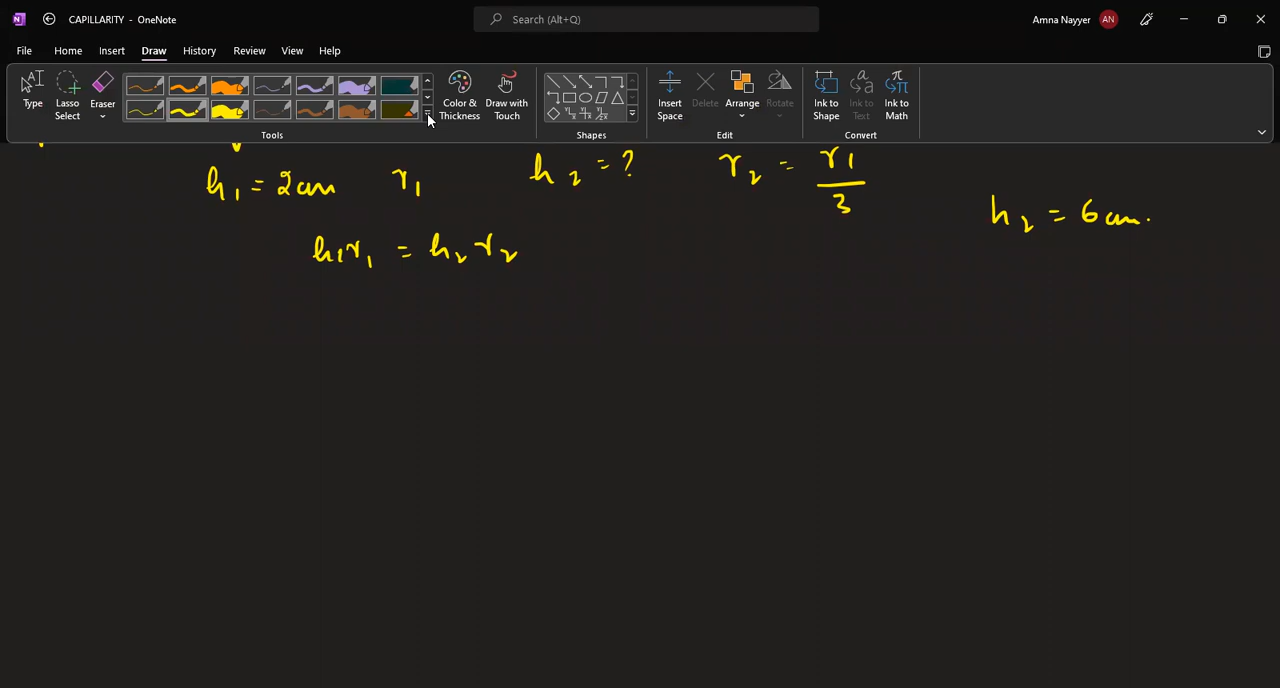 CAPILLARITY - OneNote
Search (Alt+Q)
Amna Nayyer AN
File Home Insert Draw History Review View Help
Type
Lasso Select
Eraser
Color & Thickness
Draw with Touch
Insert Space
Delete
Arrange
Rotate
Ink to Shape
Ink to Text
Ink to Math
Tools Shapes Edit Convert
h₁ = 2cm r₁ h₂ = ? r₂ = r₁/3
h₂ = 6cm.
h₁r₁ = h₂r₂